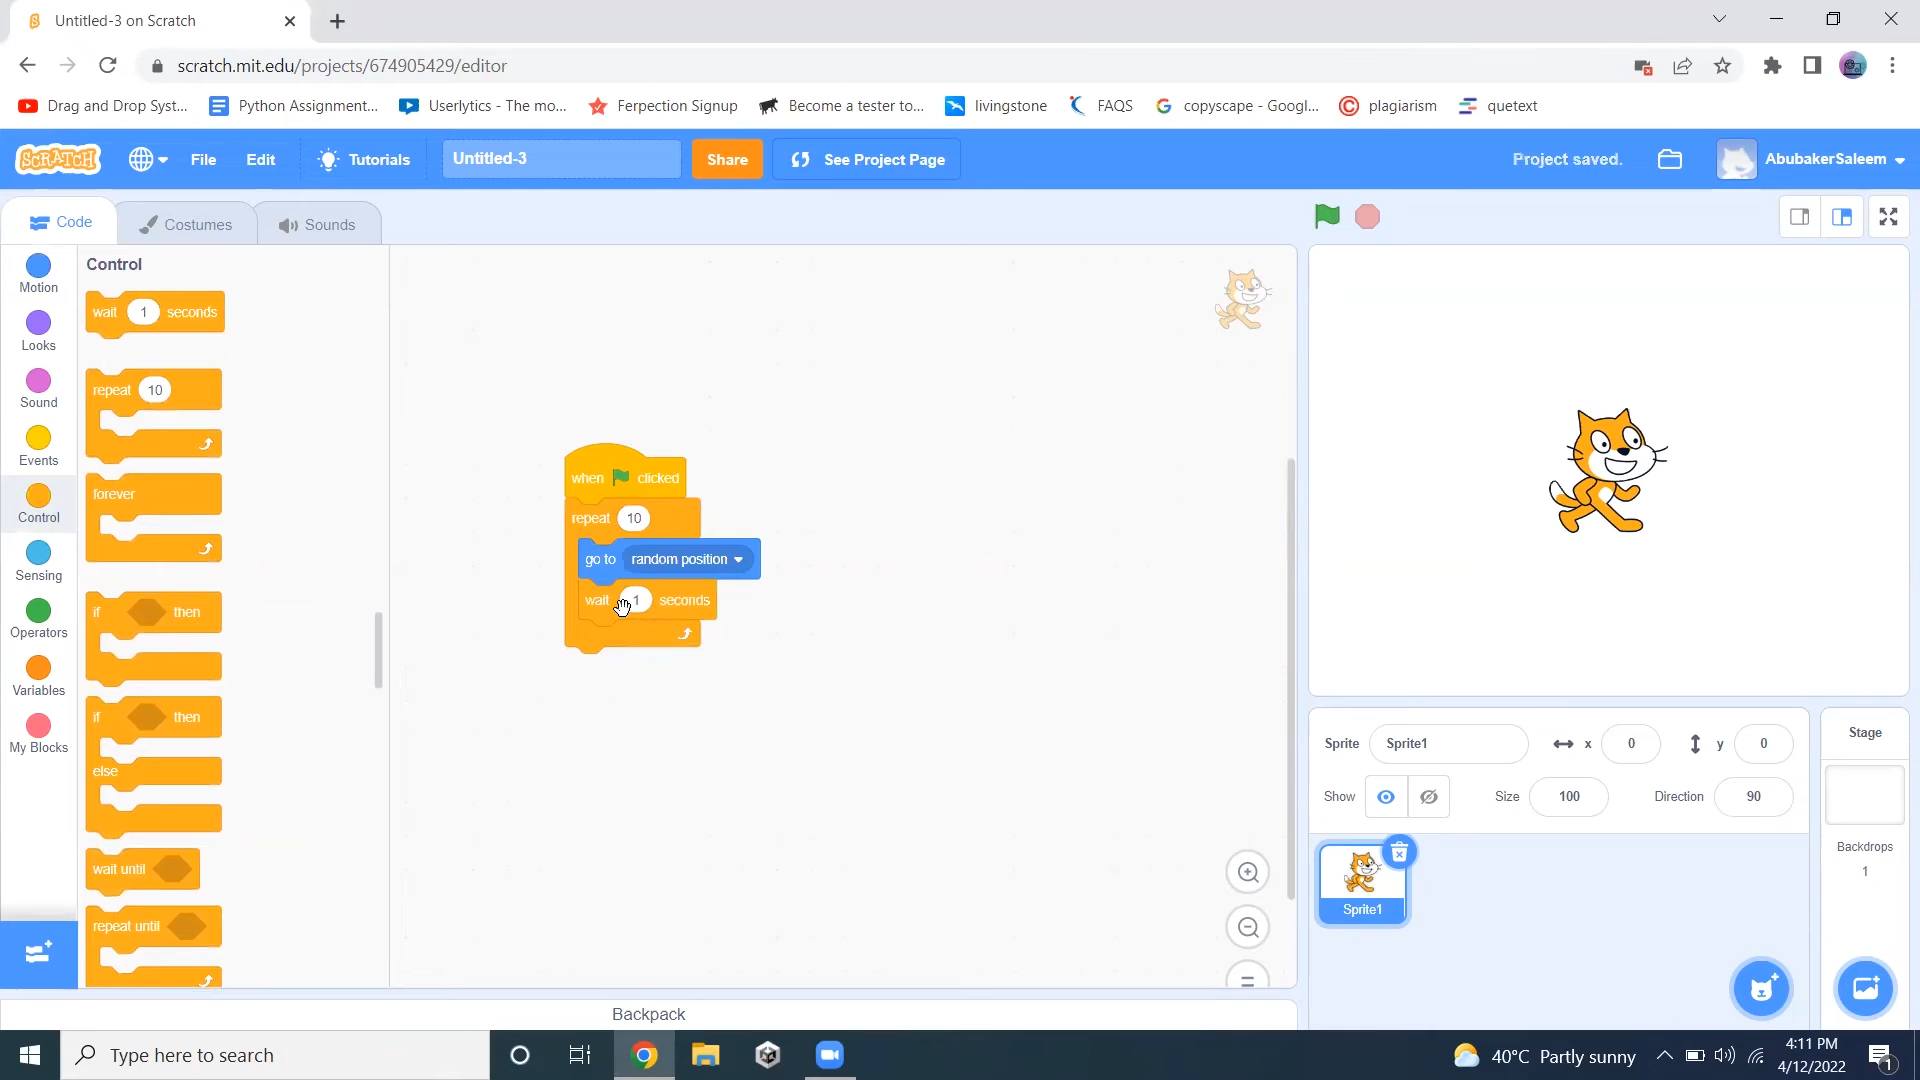 Untitled-3 on Scratch
scratch.mit.edu/projects/674905429/editor
Drag and Drop Syst... Python Assignment... Userlytics - The mo... Ferpection Signup Become a tester to... livingstone FAQS copyscape - Googl... plagiarism quetext
SCRATCH File Edit Tutorials Untitled-3 Share See Project Page Project saved. AbubakerSaleem
Code Costumes Sounds
Motion
Looks
Sound
Events
Control
Sensing
Operators
Variables
My Blocks
Control
wait 1 seconds
repeat 10
forever
if then
if then
else
wait until
repeat until
when clicked
repeat 10
go to random position
wait 1 seconds
Backpack
Sprite Sprite1 x 0 y 0
Show Size 100 Direction 90
Sprite1
Stage
Backdrops
1
Type here to search
40°C Partly sunny
4:11 PM
4/12/2022
1